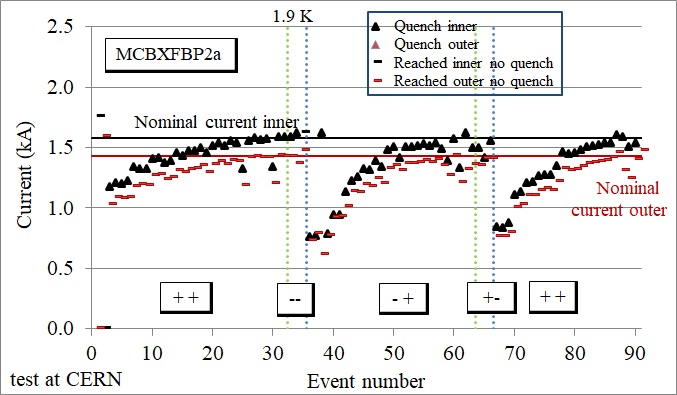 1.9 K
MCBXFBP2a
Quench inner
Quench outer
Reached inner no quench
Reached outer no quench
Nominal current inner
Nominal
current outer
Current (kA)
2.5
2.0
1.5
1.0
0.5
0.0
+ +
--
- +
+-
+ +
0 10 20 30 40 50 60 70 80 90
test at CERN
Event number